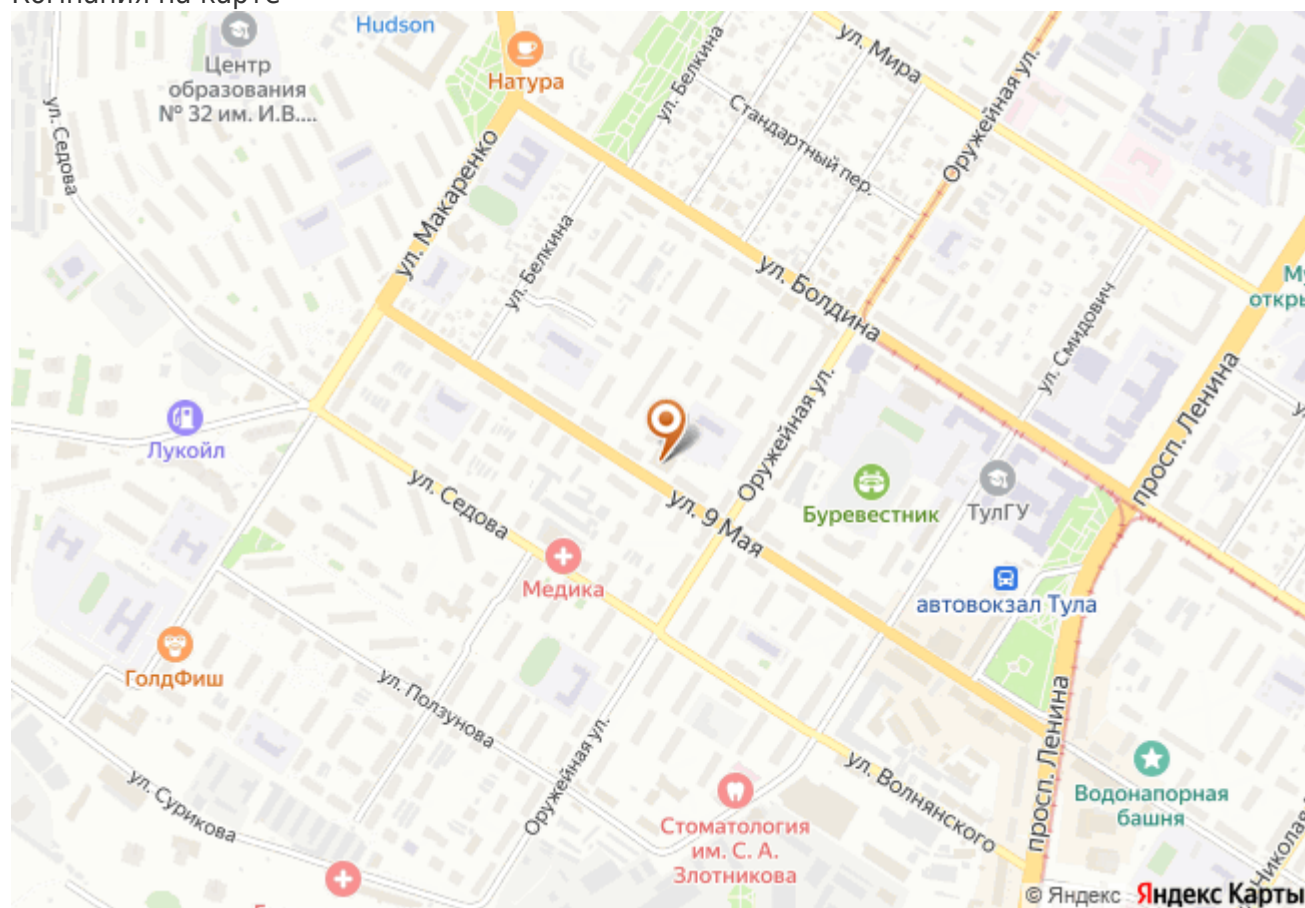 Компания на карте
Hudson
Центр
образования
№ 32 им. И.В....
Натура
ул. Мира
ул. Белкина
Оружейная ул.
Стандартный пер.
ул. Седова
ул. Макаренко
ул. Белкина
ул. Болдина
ул. Смидович
откры
просп. Ленина
Лукойл
Оружейная ул.
ул. Седова
ул. 9 Мая
Буревестник
ТулГУ
Медика
автовокзал Тула
ГолдФиш
ул. Ползунова
просп. Ленина
Оружейная ул.
ул. Волнянского
Водонапорная
башня
ул. Сурикова
Стоматология
им. С. А.
Злотникова
© Яндекс Яндекс Карты